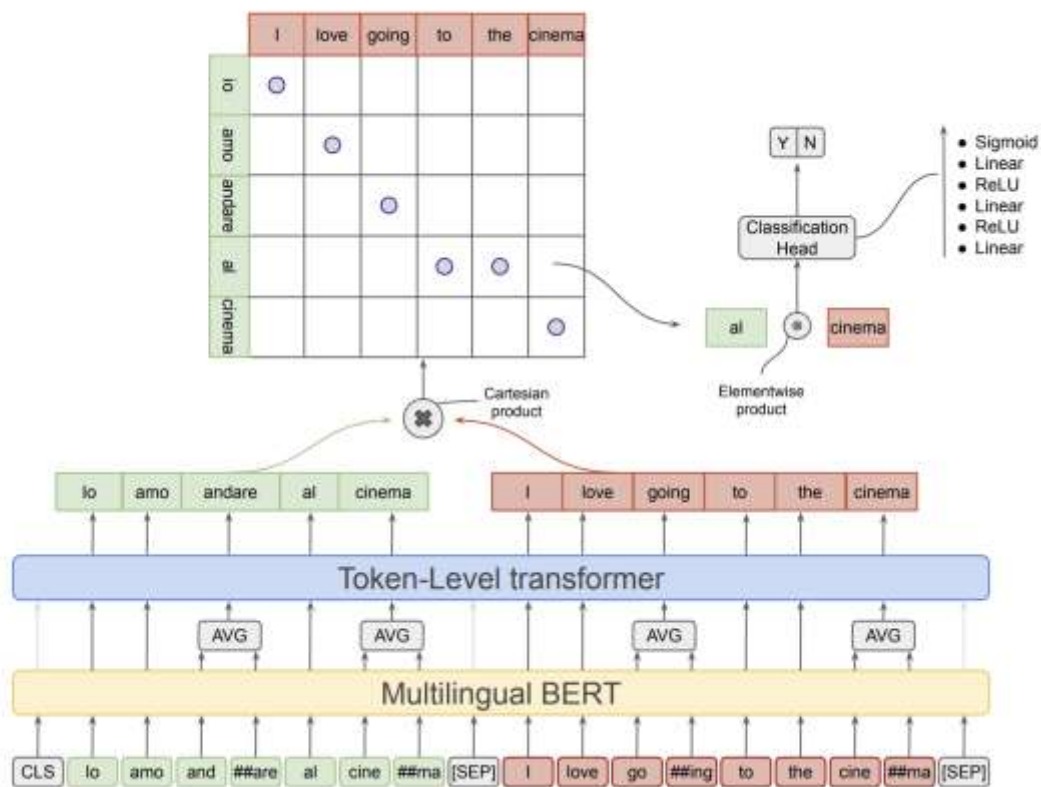 I love going to the cinema
io
amo
andare
al
cinema
Y N
Classification
Head
● Sigmoid
● Linear
● ReLU
● Linear
● ReLU
● Linear
al
cinema
Elementwise
product
Cartesian
product
Io amo andare al cinema
I love going to the cinema
Token-Level transformer
AVG AVG AVG AVG
Multilingual BERT
CLS Io amo and ##are al cine ##ma [SEP] I love go ##ing to the cine ##ma [SEP]